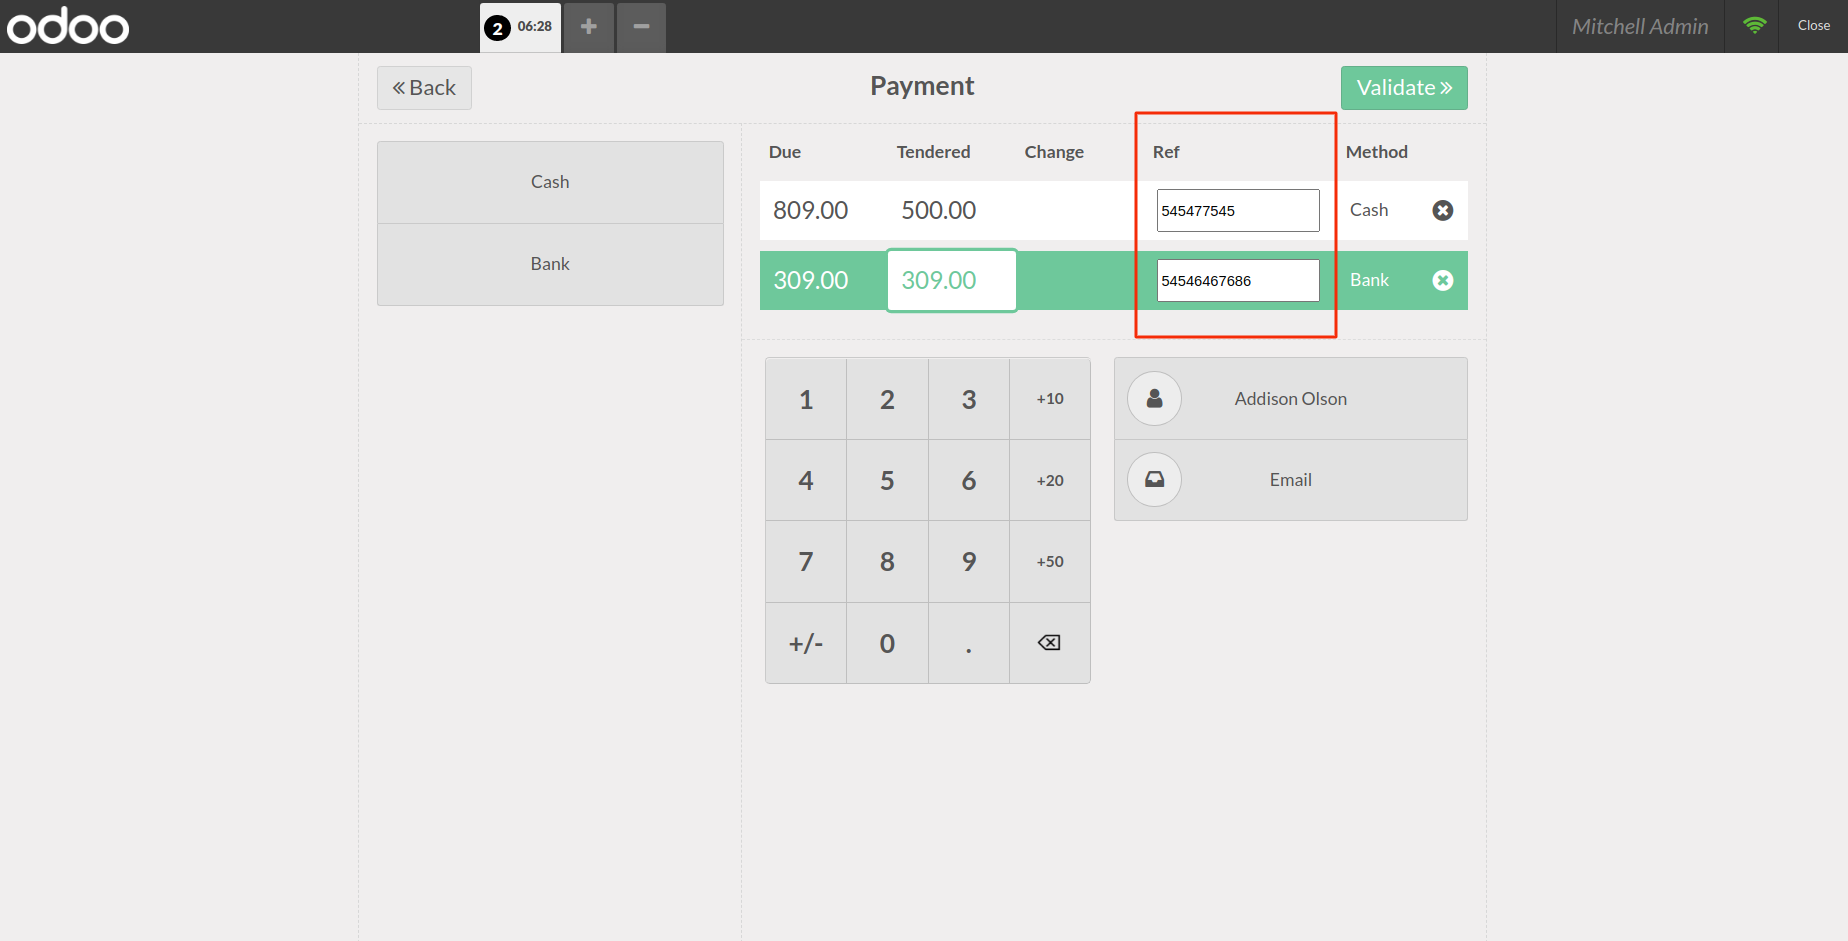 odoo 2 06:28 + − Mitchell Admin Close
« Back Payment Validate »
Cash
Bank
Due Tendered Change Ref Method
809.00 500.00 545477545 Cash
309.00 309.00 54546467686 Bank
1 2 3 +10
4 5 6 +20
7 8 9 +50
+/- 0 .
Addison Olson
Email